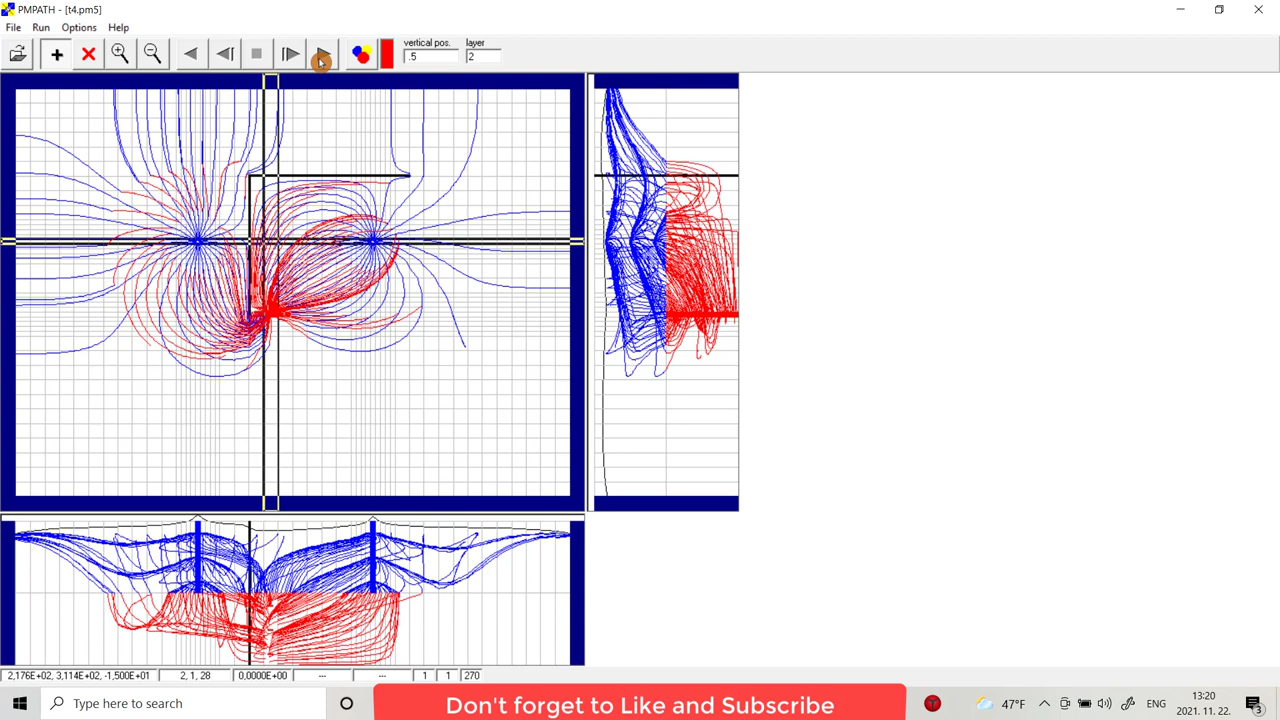 PMPATH - [t4.pm5]
File Run Options Help
vertical pos. layer
.5 2
2,176E+02, 3,114E+02, -1,500E+01 2, 1, 28 0,0000E+00 --- --- 1 1 270
Type here to search
Don't forget to Like and Subscribe
47°F
ENG
13:20
2021. 11. 22.
3